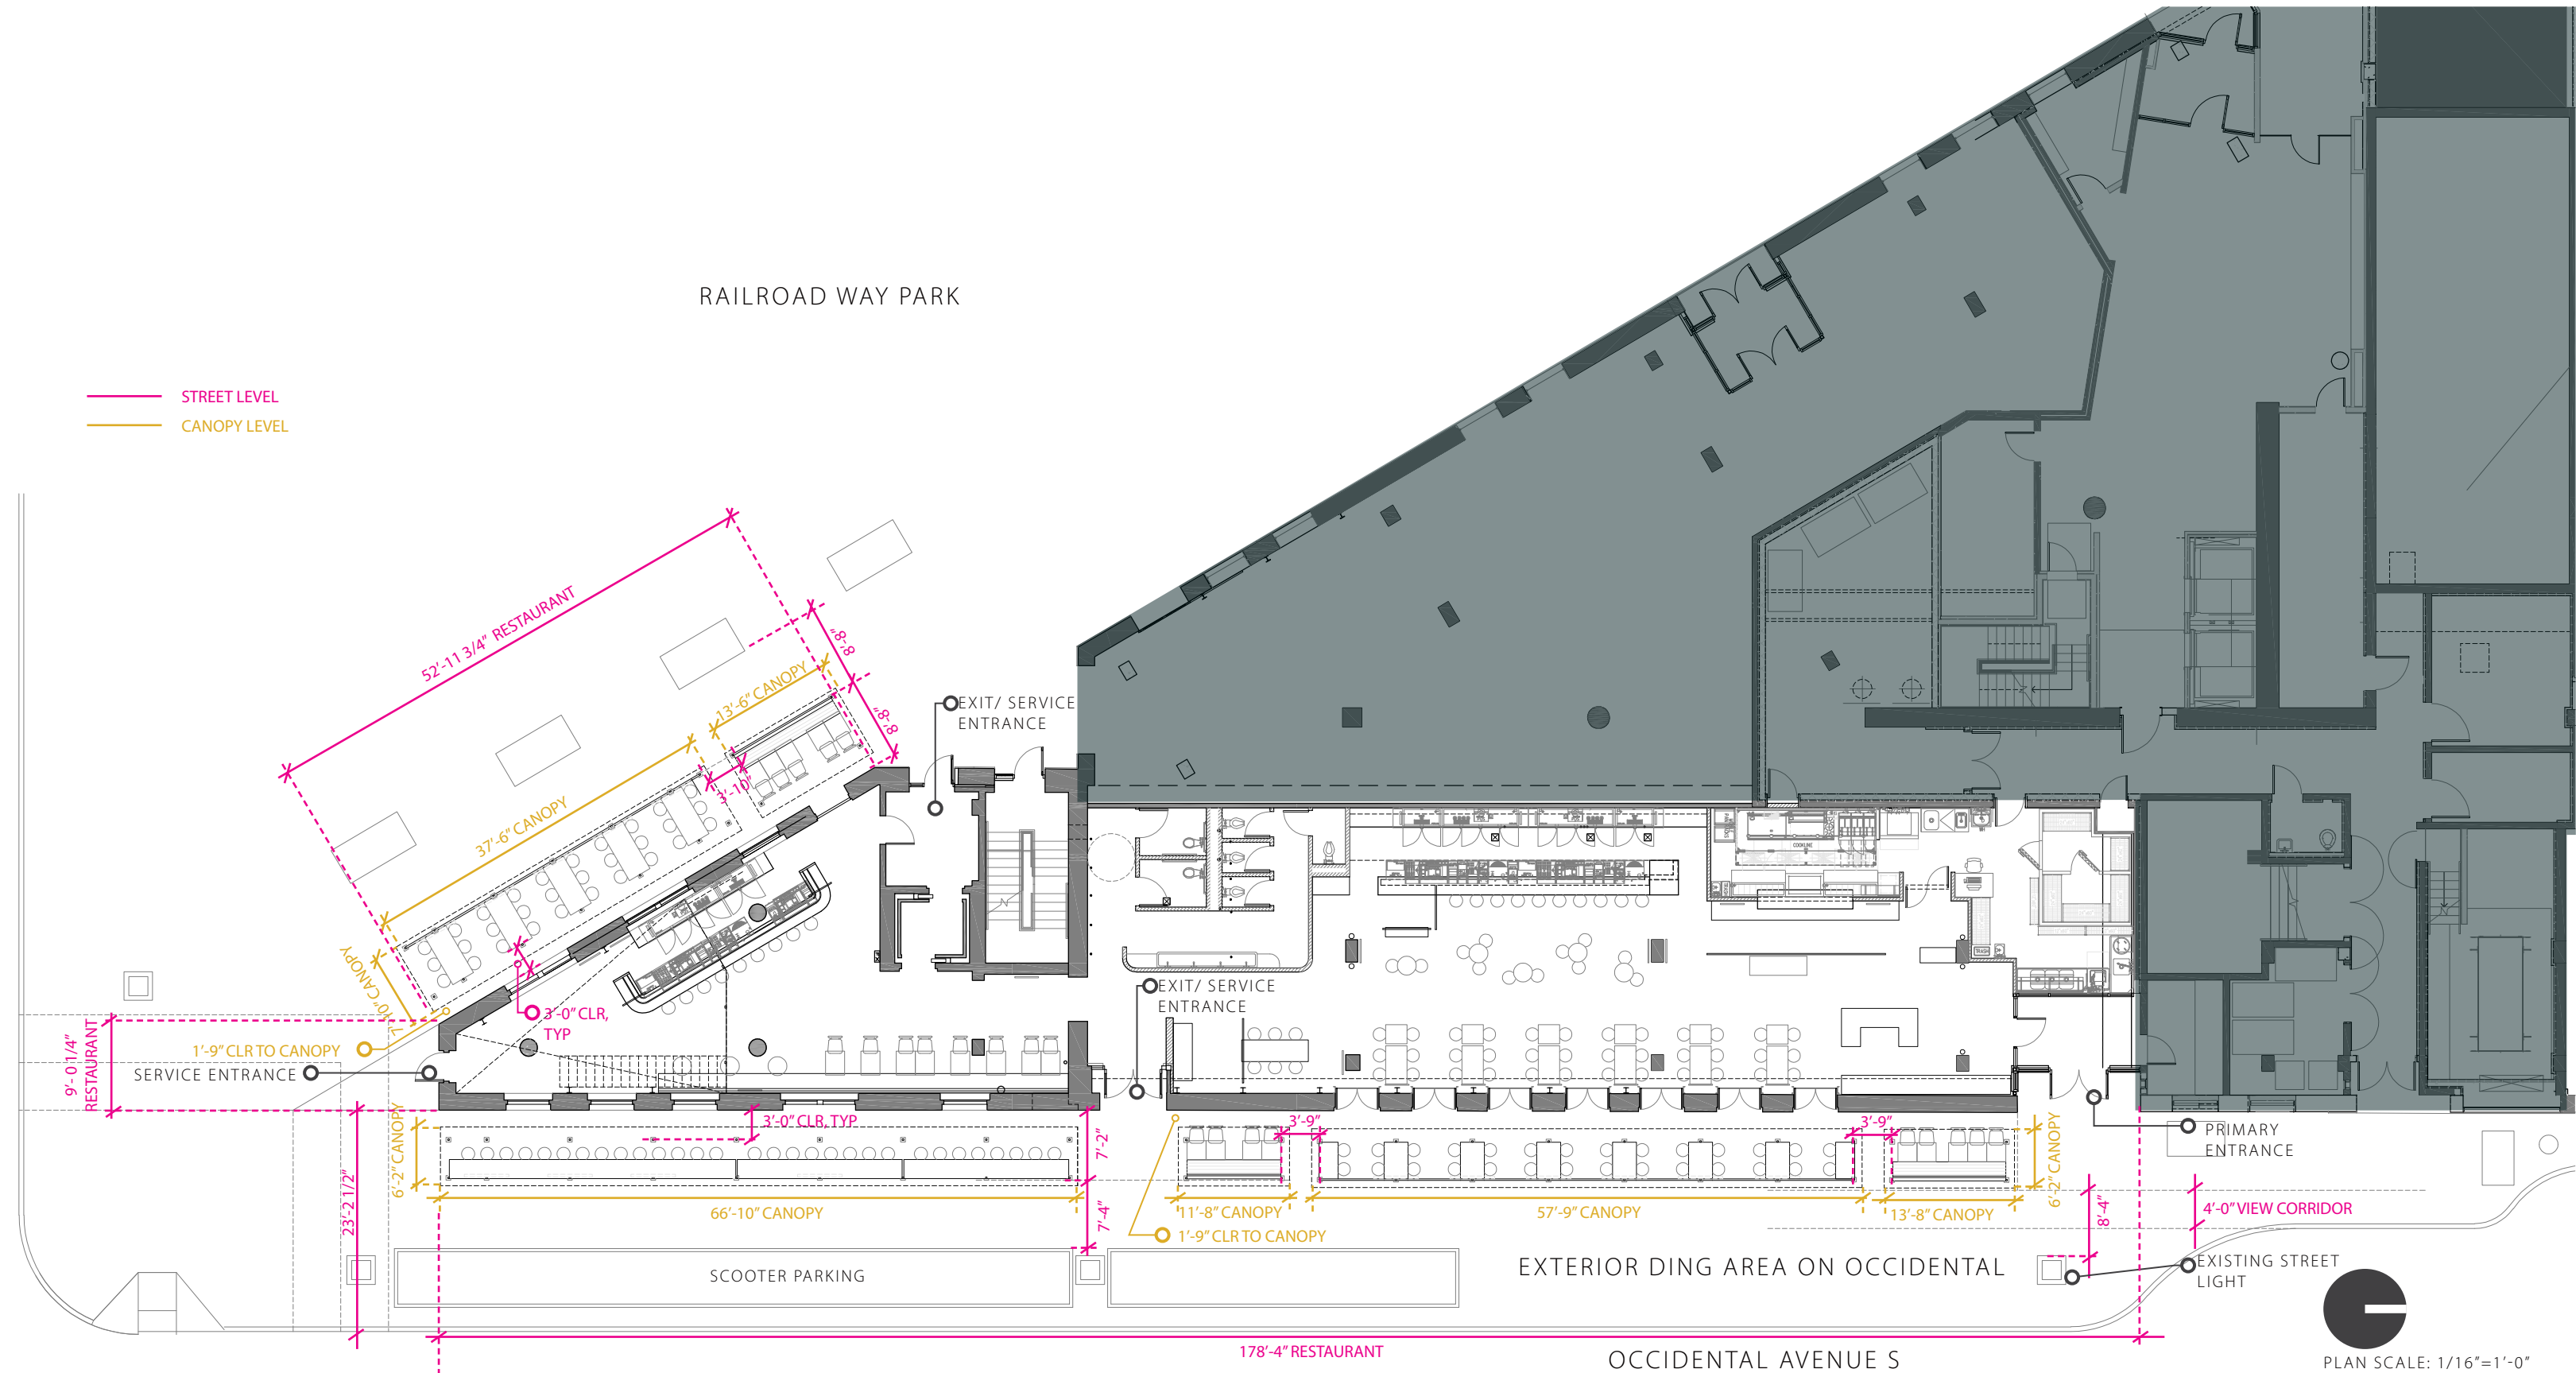 RAILROAD WAY PARK
STREET LEVEL
CANOPY LEVEL
52’-11 3/4” RESTAURANT
8’-8”
13’-6” CANOPY
8’-8”
EXIT/ SERVICE
ENTRANCE
3’-10”
37’-6” CANOPY
COOKLINE
7’-0” CANOPY
3’-0” CLR,
TYP
EXIT/ SERVICE
ENTRANCE
1’-9” CLR TO CANOPY
SERVICE ENTRANCE
9’- 0 1/4”
RESTAURANT
3’-0” CLR, TYP
3’-9”
3’-9”
6’-2” CANOPY
7’-2”
6’-2” CANOPY
PRIMARY
ENTRANCE
23’-2 1/2”
66’-10” CANOPY
7’-4”
11’-8” CANOPY
57’-9” CANOPY
13’-8” CANOPY
8’-4”
4’-0” VIEW CORRIDOR
1’-9” CLR TO CANOPY
SCOOTER PARKING
EXTERIOR DING AREA ON OCCIDENTAL
EXISTING STREET
LIGHT
178’-4” RESTAURANT
OCCIDENTAL AVENUE S
PLAN SCALE: 1/16”=1’-0”